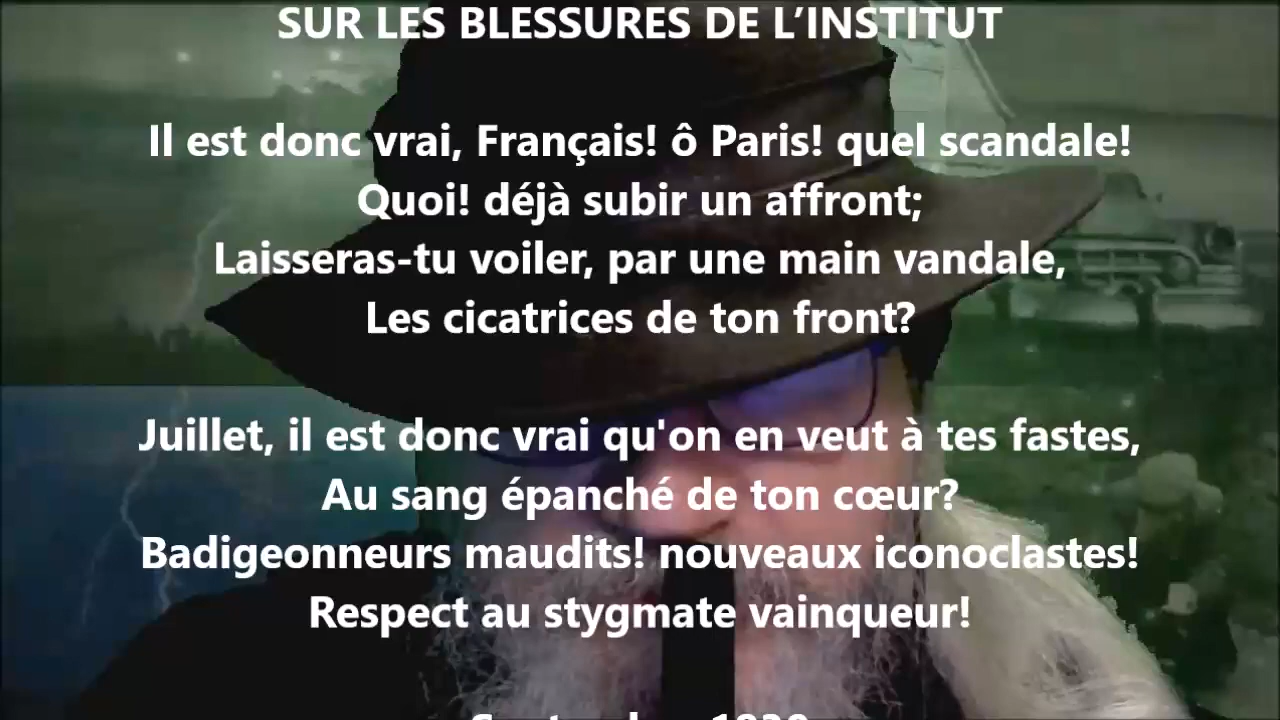 SUR LES BLESSURES DE L’INSTITUT
Il est donc vrai, Français! ô Paris! quel scandale!
Quoi! déjà subir un affront;
Laisseras-tu voiler, par une main vandale,
Les cicatrices de ton front?
Juillet, il est donc vrai qu'on en veut à tes fastes,
Au sang épanché de ton cœur?
Badigeonneurs maudits! nouveaux iconoclastes!
Respect au stygmate vainqueur!